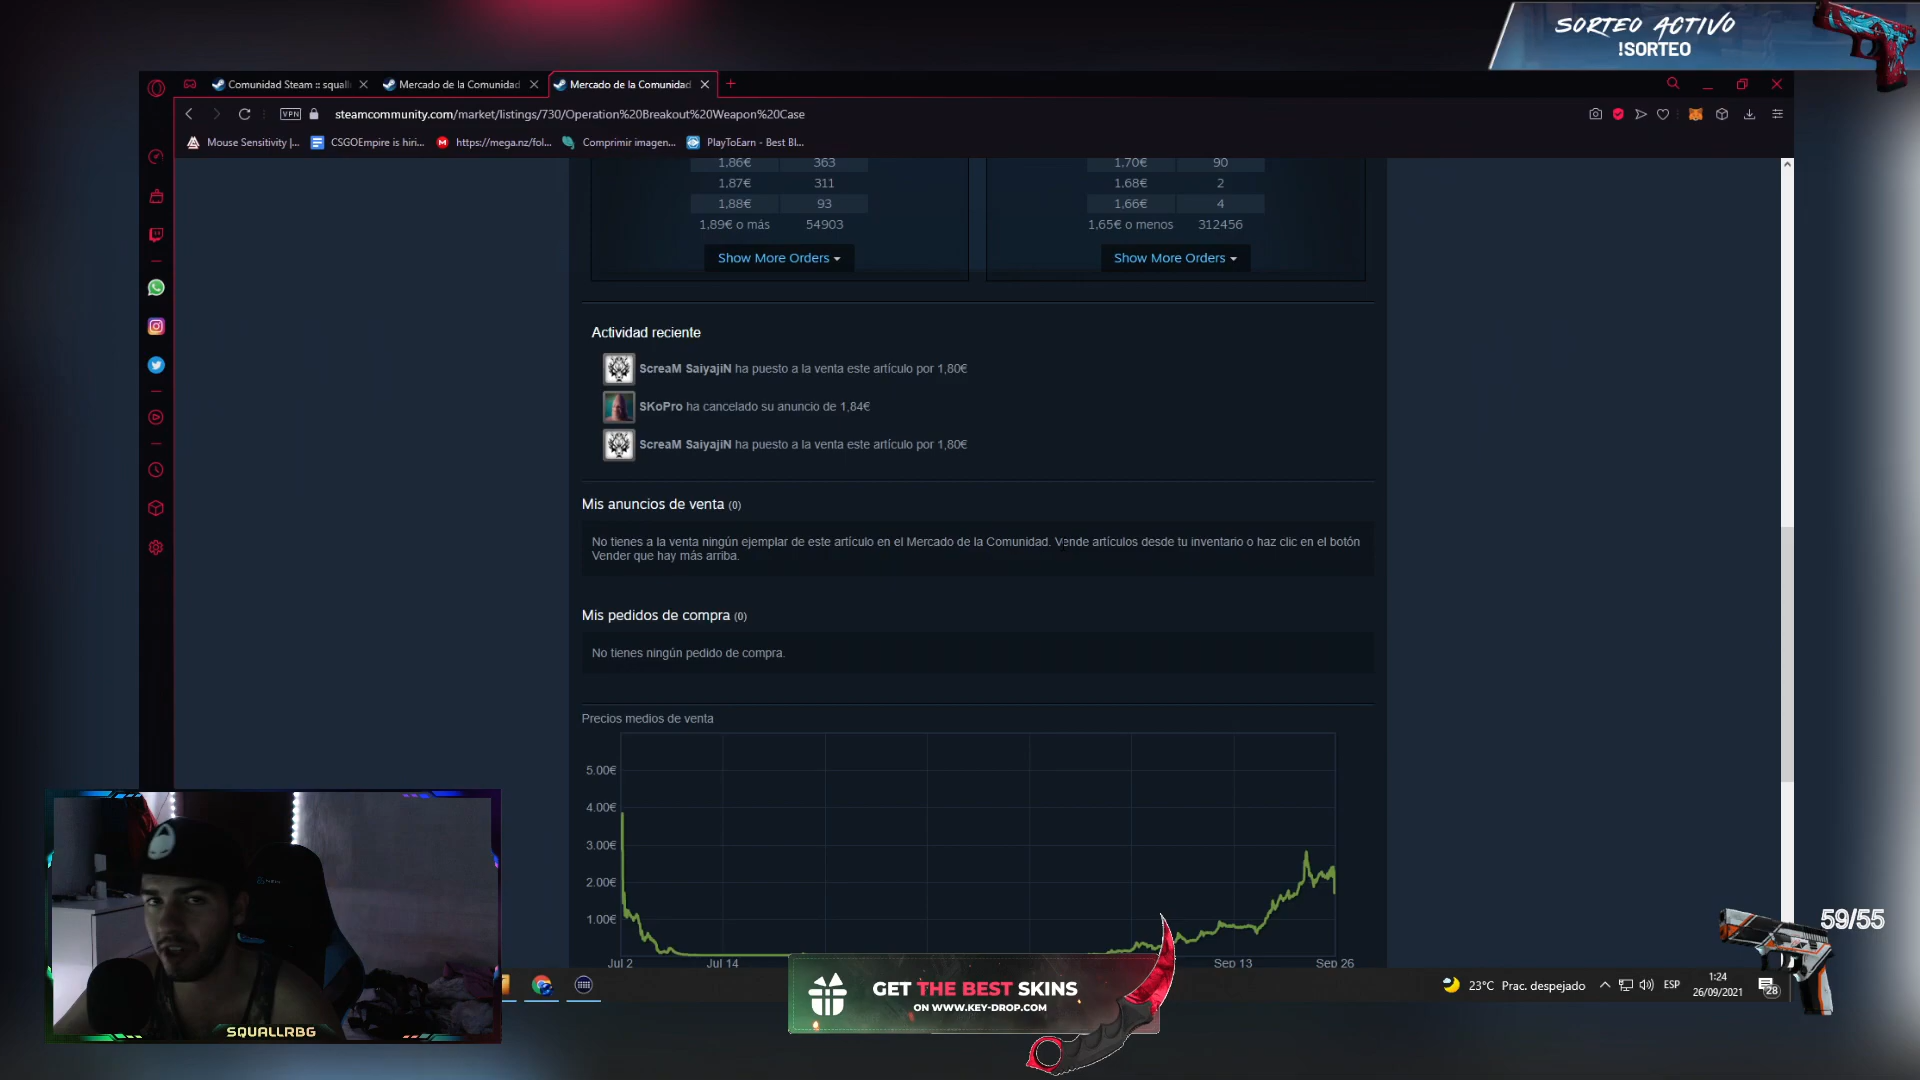 SORTEO ACTIVO
!SORTEO
Comunidad Steam :: squall
Mercado de la Comunidad
Mercado de la Comunidad
VPN
steamcommunity.com/market/listings/730/Operation%20Breakout%20Weapon%20Case
Mouse Sensitivity |...
CSGOEmpire is hiri...
https://mega.nz/fol...
Comprimir imagen...
PlayToEarn - Best Bl...
1,86€ 363
1,87€ 311
1,88€ 93
1,89€ o más 54903
Show More Orders
1,70€ 90
1,68€ 2
1,66€ 4
1,65€ o menos 312456
Show More Orders
Actividad reciente
ScreaM SaiyajiN ha puesto a la venta este artículo por 1,80€
SKoPro ha cancelado su anuncio de 1,84€
ScreaM SaiyajiN ha puesto a la venta este artículo por 1,80€
Mis anuncios de venta (0)
No tienes a la venta ningún ejemplar de este artículo en el Mercado de la Comunidad. Vende artículos desde tu inventario o haz clic en el botón
Vender que hay más arriba.
Mis pedidos de compra (0)
No tienes ningún pedido de compra.
Precios medios de venta
5.00€
4.00€
3.00€
2.00€
1.00€
Jul 2
Jul 14
Sep 13
Sep 26
SQUALLRBG
GET THE BEST SKINS
ON WWW.KEY-DROP.COM
59/55
23°C Prac. despejado
ESP
1:24
26/09/2021
28